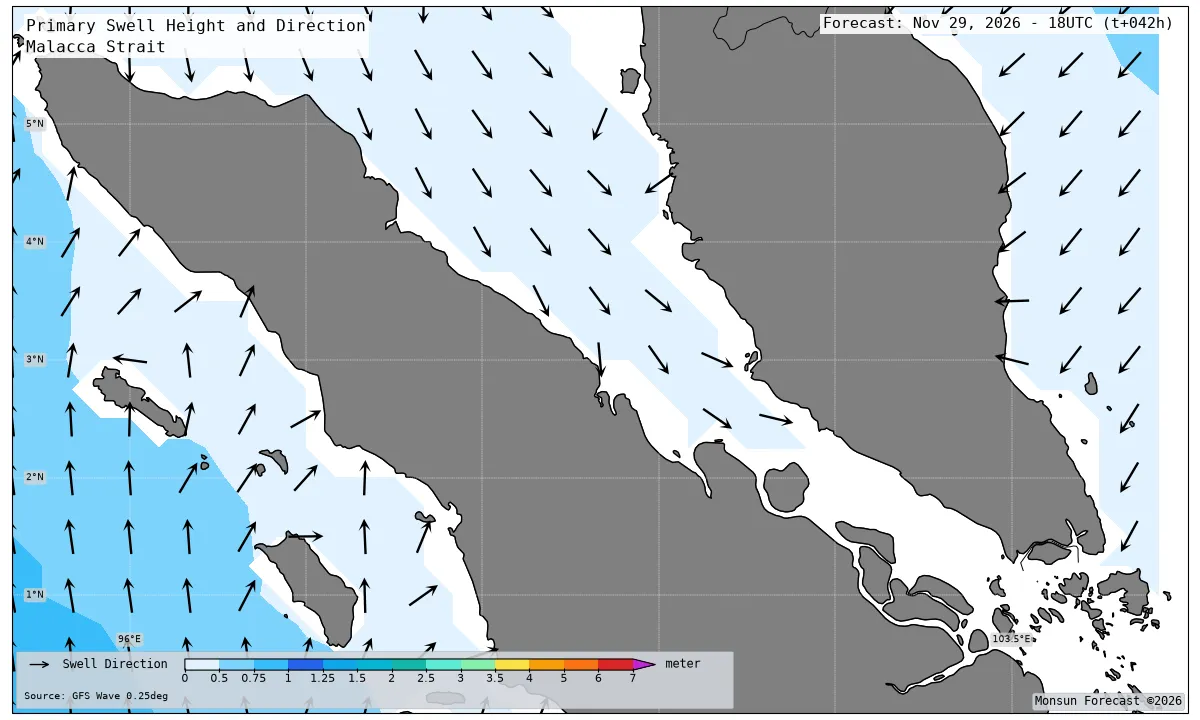 Primary Swell Height and Direction
Malacca Strait
Forecast: Nov 29, 2026 - 18UTC (t+042h)
5°N
4°N
3°N
2°N
1°N
96°E
103.5°E
Swell Direction
0 0.5 0.75 1 1.25 1.5 2 2.5 3 3.5 4 5 6 7
meter
Source: GFS Wave 0.25deg
Monsun Forecast ©2026